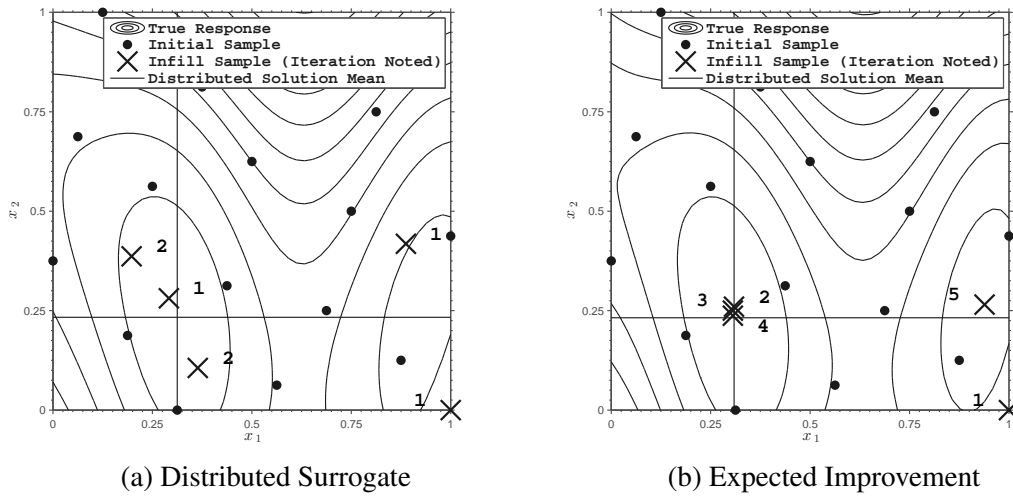 True Response
Initial Sample
Infill Sample (Iteration Noted)
Distributed Solution Mean
1
0.75
0.5
0.25
0
x2
0
0.25
0.5
0.75
1
x1
2
1
1
2
1
(a) Distributed Surrogate
True Response
Initial Sample
Infill Sample (Iteration Noted)
Distributed Solution Mean
1
0.75
0.5
0.25
0
x2
0
0.25
0.5
0.75
1
x1
3
2
4
5
1
(b) Expected Improvement